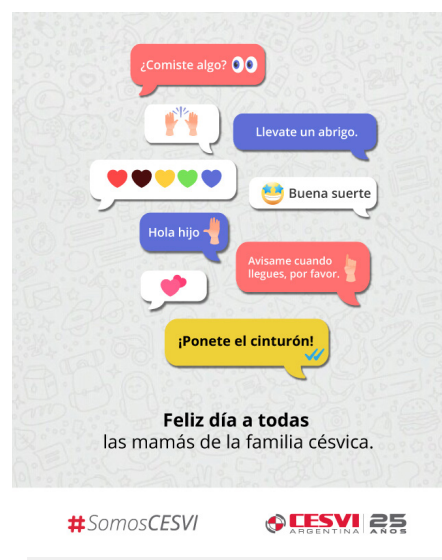 ¿Comiste algo?
Llevate un abrigo.
Buena suerte
Hola hijo
Avisame cuando
llegues, por favor.
¡Ponete el cinturón!
Feliz día a todas
las mamás de la familia césvica.
#SomosCESVI
CESVI 25
ARGENTINA AÑOS